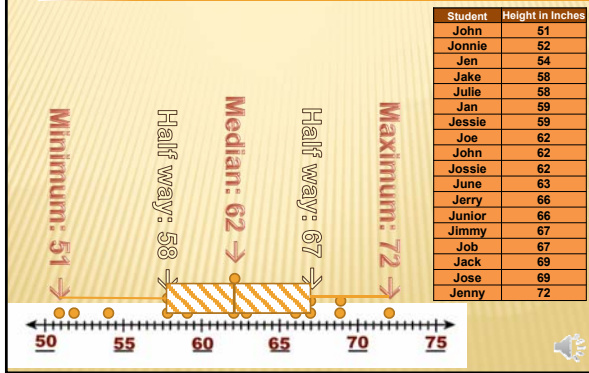 Student Height in Inches
John 51
Jonnie 52
Jen 54
Jake 58
Julie 58
Jan 59
Jessie 59
Joe 62
John 62
Jossie 62
June 63
Jerry 66
Junior 66
Jimmy 67
Job 67
Jack 69
Jose 69
Jenny 72
Minimum: 51 →
Half way: 58 →
Median: 62 →
Half way: 67 →
Maximum: 72 →
50 55 60 65 70 75